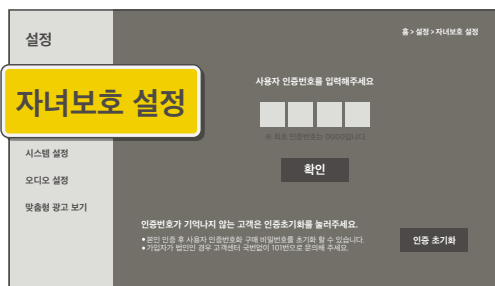 설정
홈 > 설정 > 자녀보호 설정
자녀보호 설정
사용자 인증번호를 입력해주세요
※ 최초 인증번호는 0000입니다.
시스템 설정
확인
오디오 설정
맞춤형 광고 보기
인증번호가 기억나지 않는 고객은 인증초기화를 눌러주세요.
• 본인 인증 후 사용자 인증번호와 구매 비밀번호를 초기화 할 수 있습니다.
• 가입자가 법인인 경우 고객센터 국번없이 101번으로 문의해 주세요.
인증 초기화